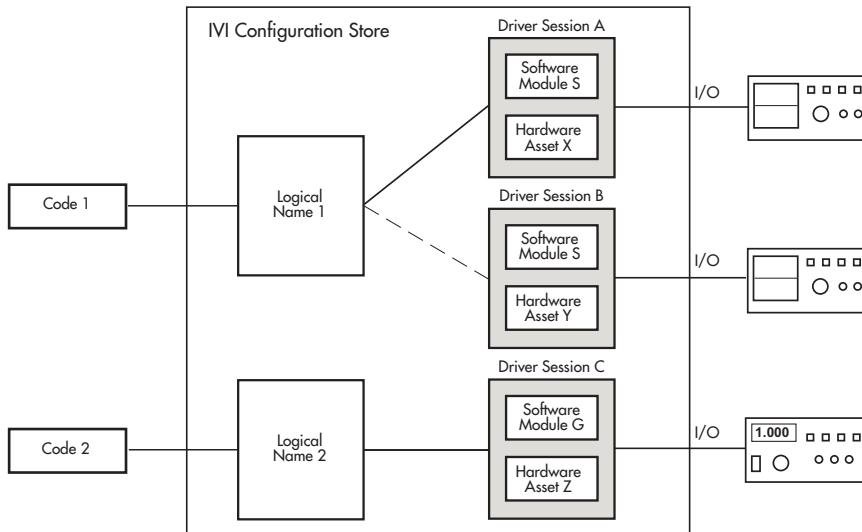 IVI Configuration Store
Driver Session A
Software
Module S
Hardware
Asset X
I/O
Code 1
Logical
Name 1
Driver Session B
Software
Module S
Hardware
Asset Y
I/O
Driver Session C
Software
Module G
Hardware
Asset Z
I/O
1.000
Code 2
Logical
Name 2